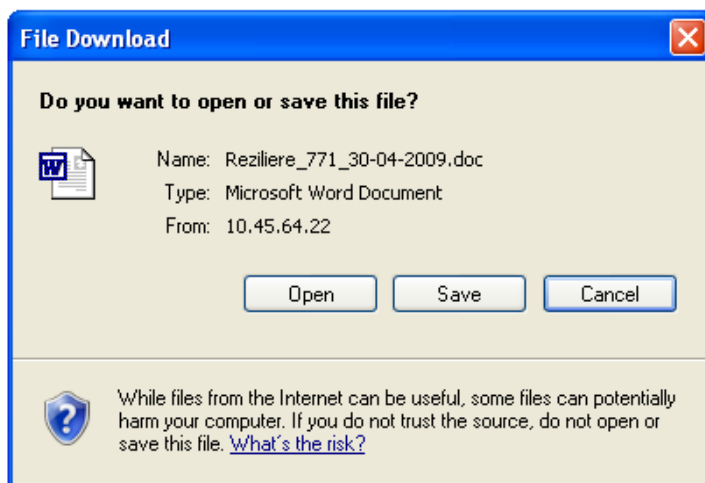 File Download
Do you want to open or save this file?
Name: Reziliere_771_30-04-2009.doc
Type: Microsoft Word Document
From: 10.45.64.22
Open Save Cancel
While files from the Internet can be useful, some files can potentially
harm your computer. If you do not trust the source, do not open or
save this file. What's the risk?